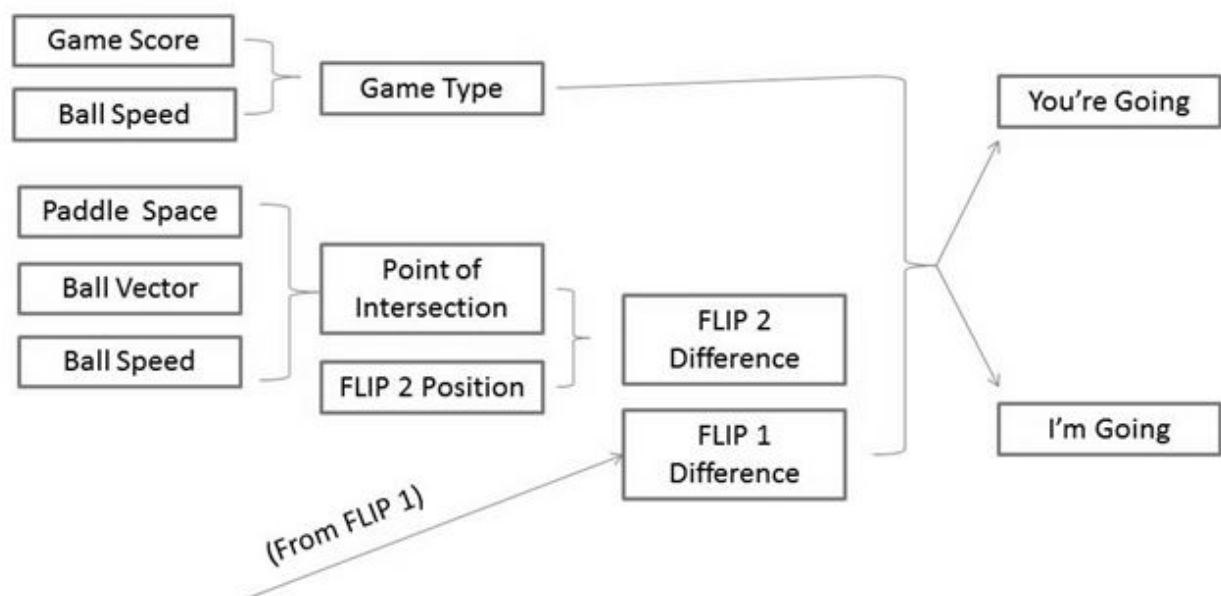 Game Score
Ball Speed
Game Type
You're Going
Paddle Space
Ball Vector
Ball Speed
Point of
Intersection
FLIP 2 Position
FLIP 2
Difference
FLIP 1
Difference
I'm Going
(From FLIP 1)